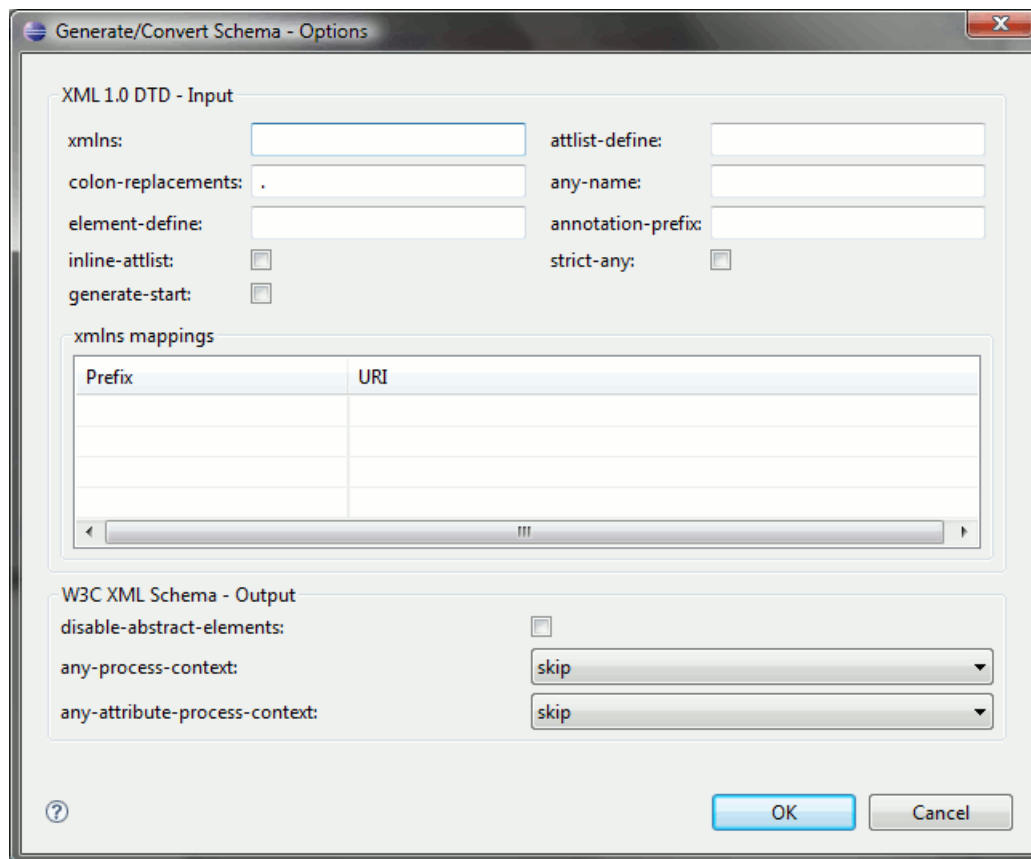 Generate/Convert Schema - Options
XML 1.0 DTD - Input
xmlns: attlist-define:
colon-replacements: . any-name:
element-define: annotation-prefix:
inline-attlist: strict-any:
generate-start:
xmlns mappings
Prefix URI
W3C XML Schema - Output
disable-abstract-elements:
any-process-context: skip
any-attribute-process-context: skip
? OK Cancel